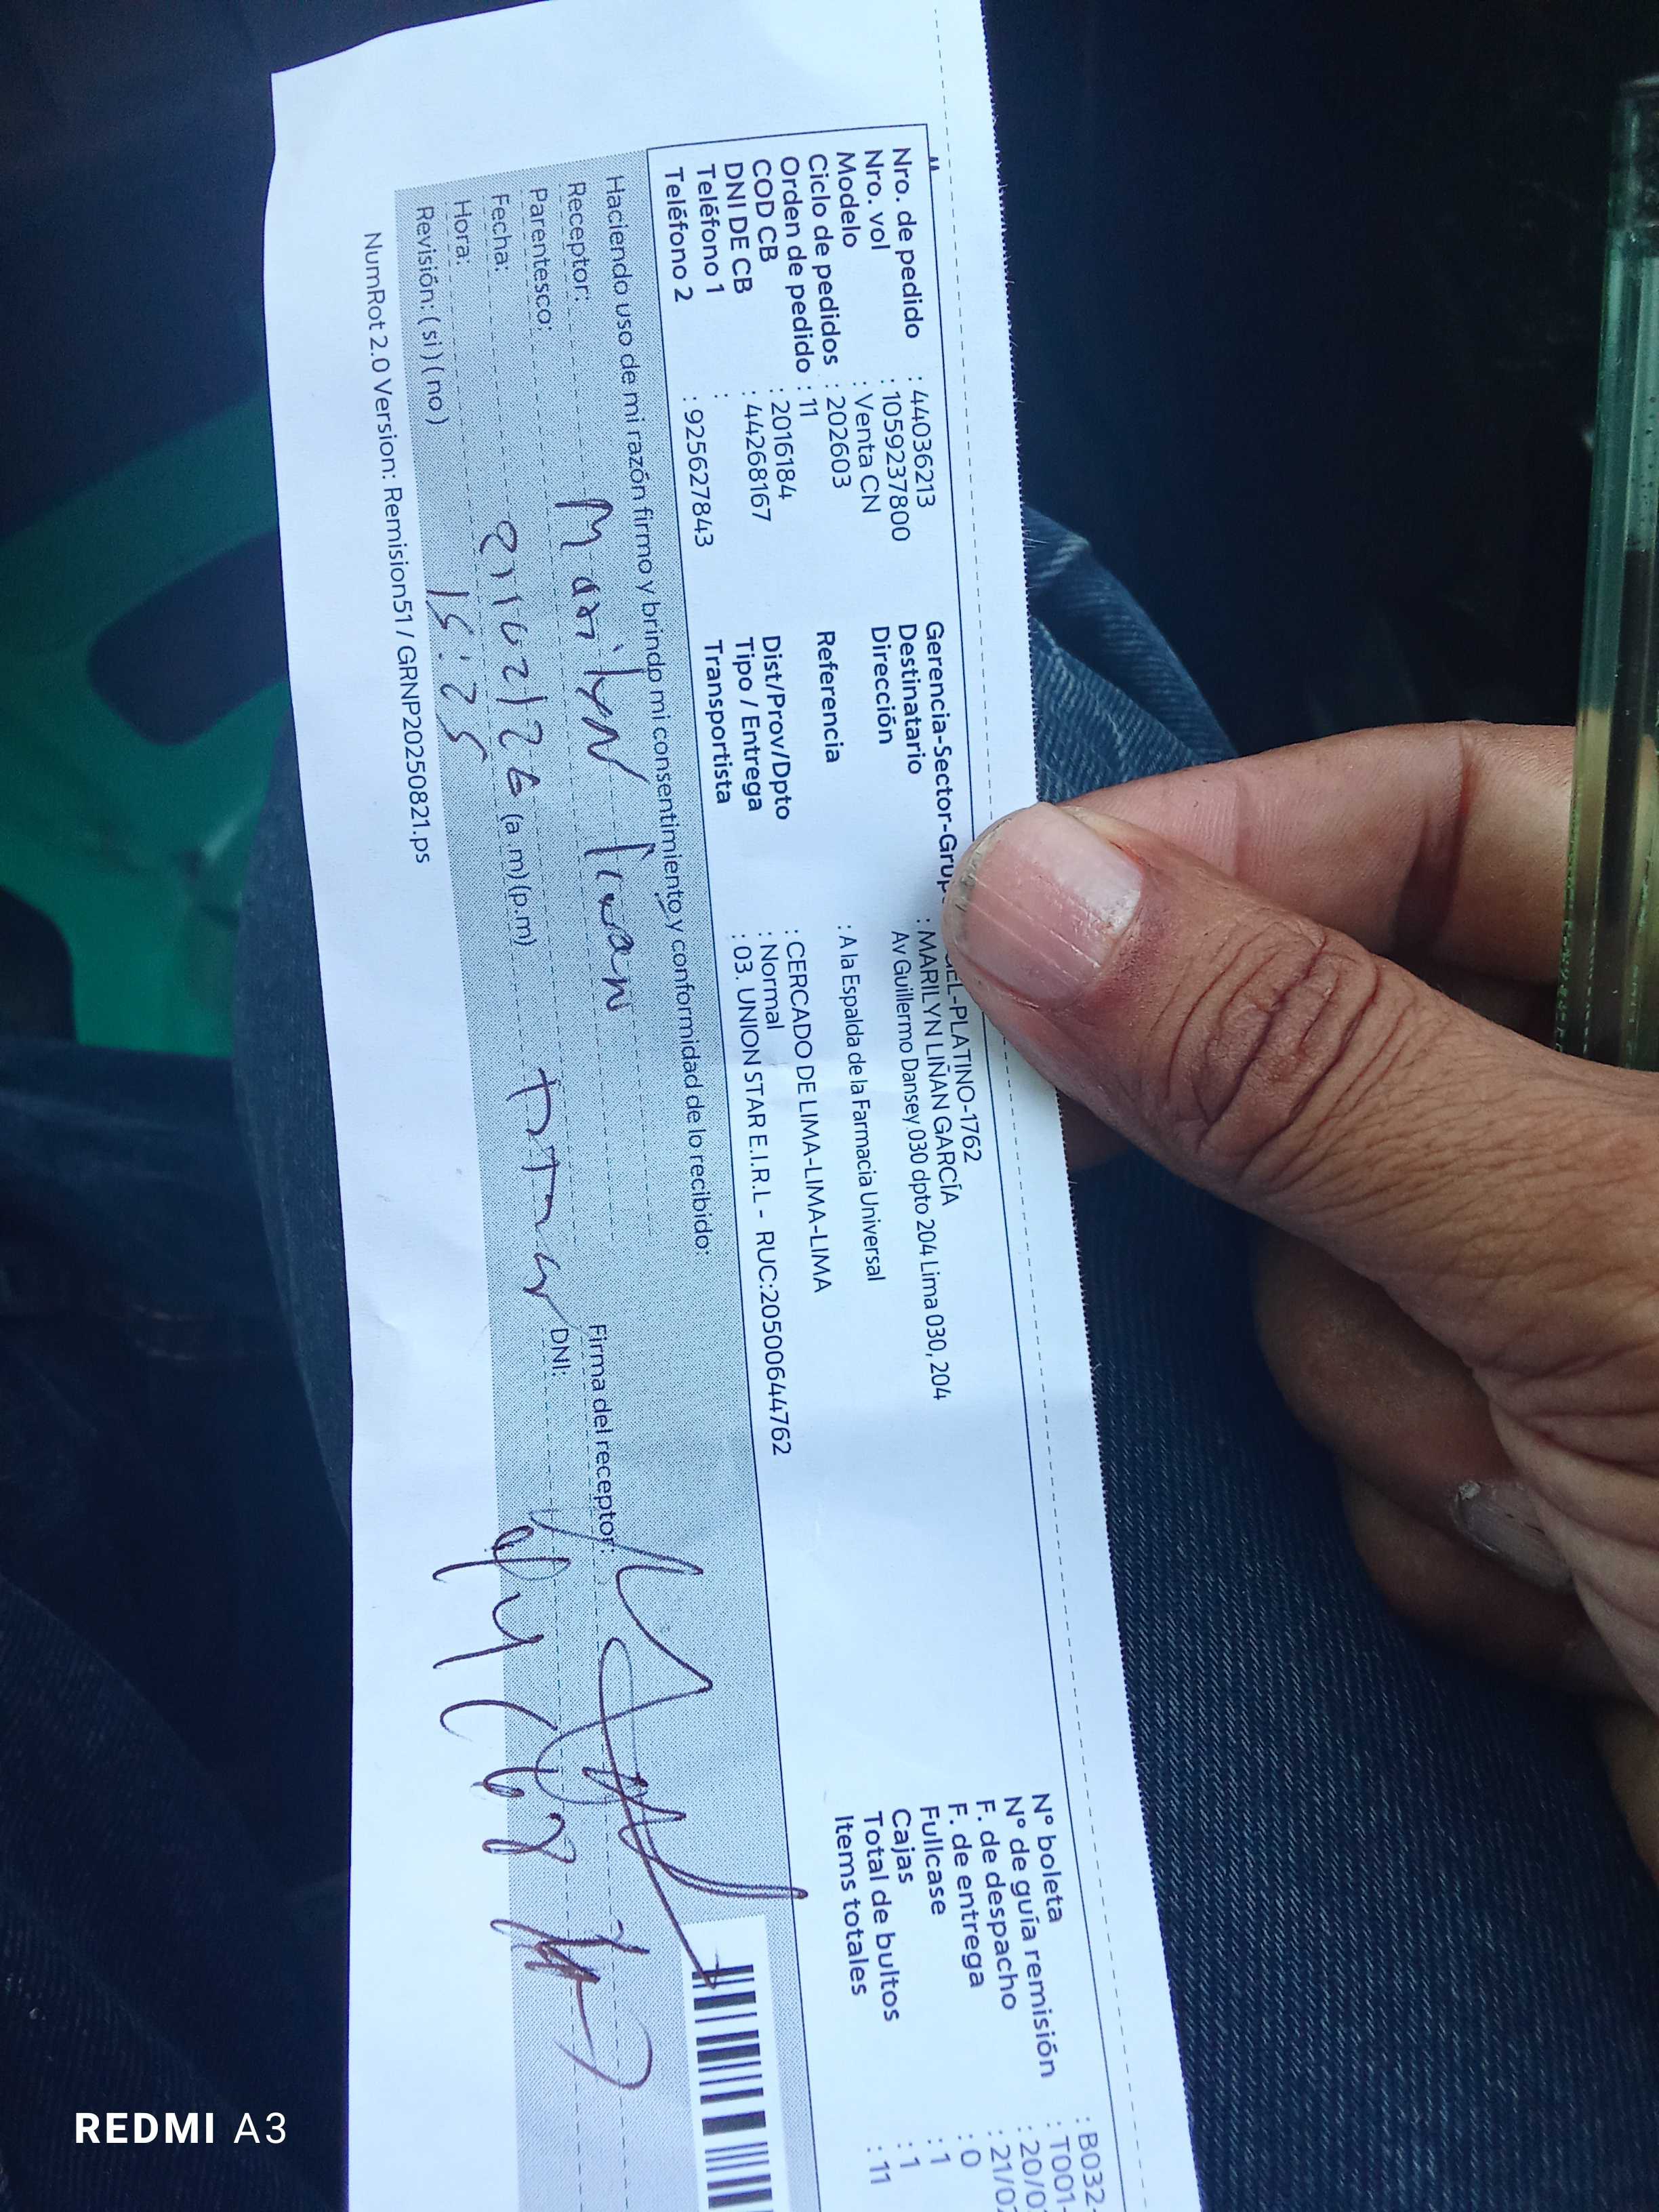 Nro. de pedido : 44036213
Nro. vol : 1059237800
Modelo : Venta CN
Ciclo de pedidos : 202603
Orden de pedido : 11
COD CB : 2016184
DNI DE CB : 44268167
Teléfono 1 :
Teléfono 2 : 925627843
Gerencia-Sector-Grup EL-PLATINO-1762
Destinatario : MARILYN LIÑAN GARCÍA
Dirección Av Guillermo Dansey 030 dpto 204 Lima 030, 204
Referencia : A la Espalda de la Farmacia Universal
Dist/Prov/Dpto : CERCADO DE LIMA-LIMA-LIMA
Tipo / Entrega : Normal
Transportista : 03. UNION STAR E.I.R.L - RUC:20500644762
Nº boleta : B032-
Nº de guía remisión : T001-
F. de despacho : 20/0
F. de entrega : 21/02
Fullcase : 0
Cajas : 1
Total de bultos : 1
Items totales : 11
Haciendo uso de mi razón firmo y brindo mi consentimiento y conformidad de lo recibido:
Receptor: Marilyn Firma del receptor:
Parentesco: DNI:
Fecha: 21/02/26 (a.m) (p.m)
Hora: 15:25
Revisión: ( si ) ( no )
NumRot 2.0 Version: Remision51 / GRNP20250821.ps
REDMI A3